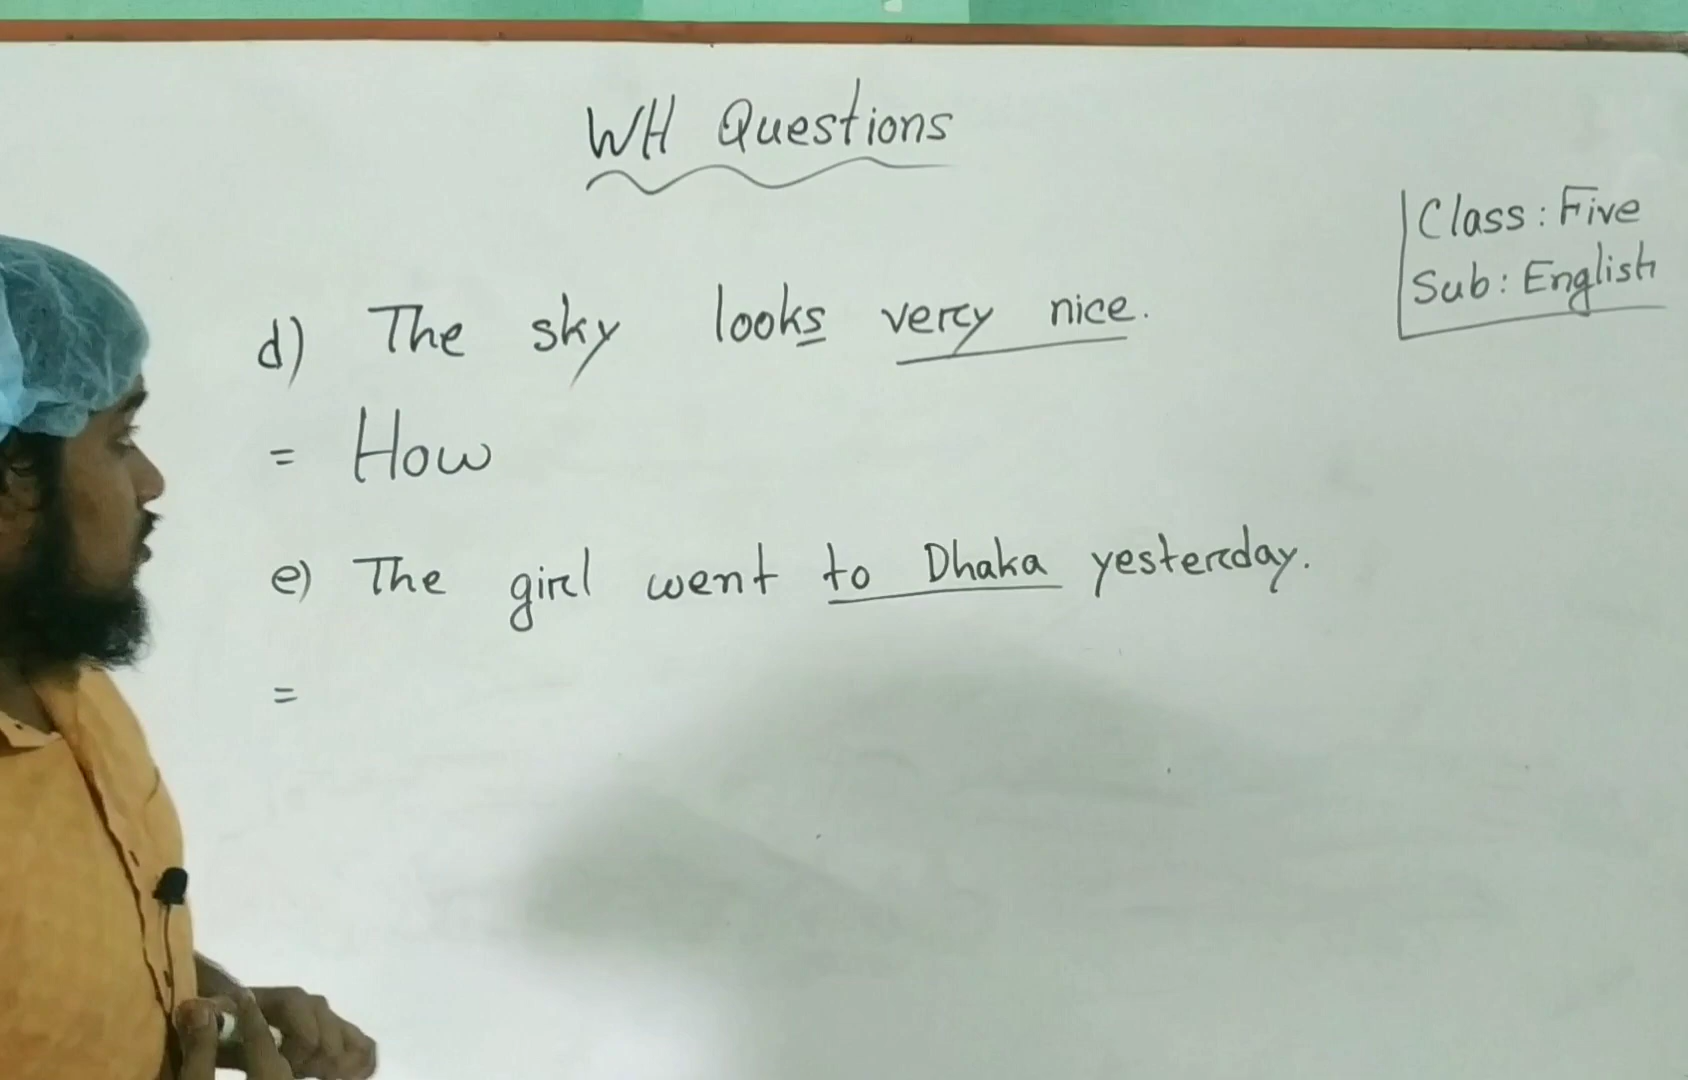 WH Questions
Class: Five
Sub: English
d) The sky looks very nice.
= How
e) The girl went to Dhaka yesterday.
=